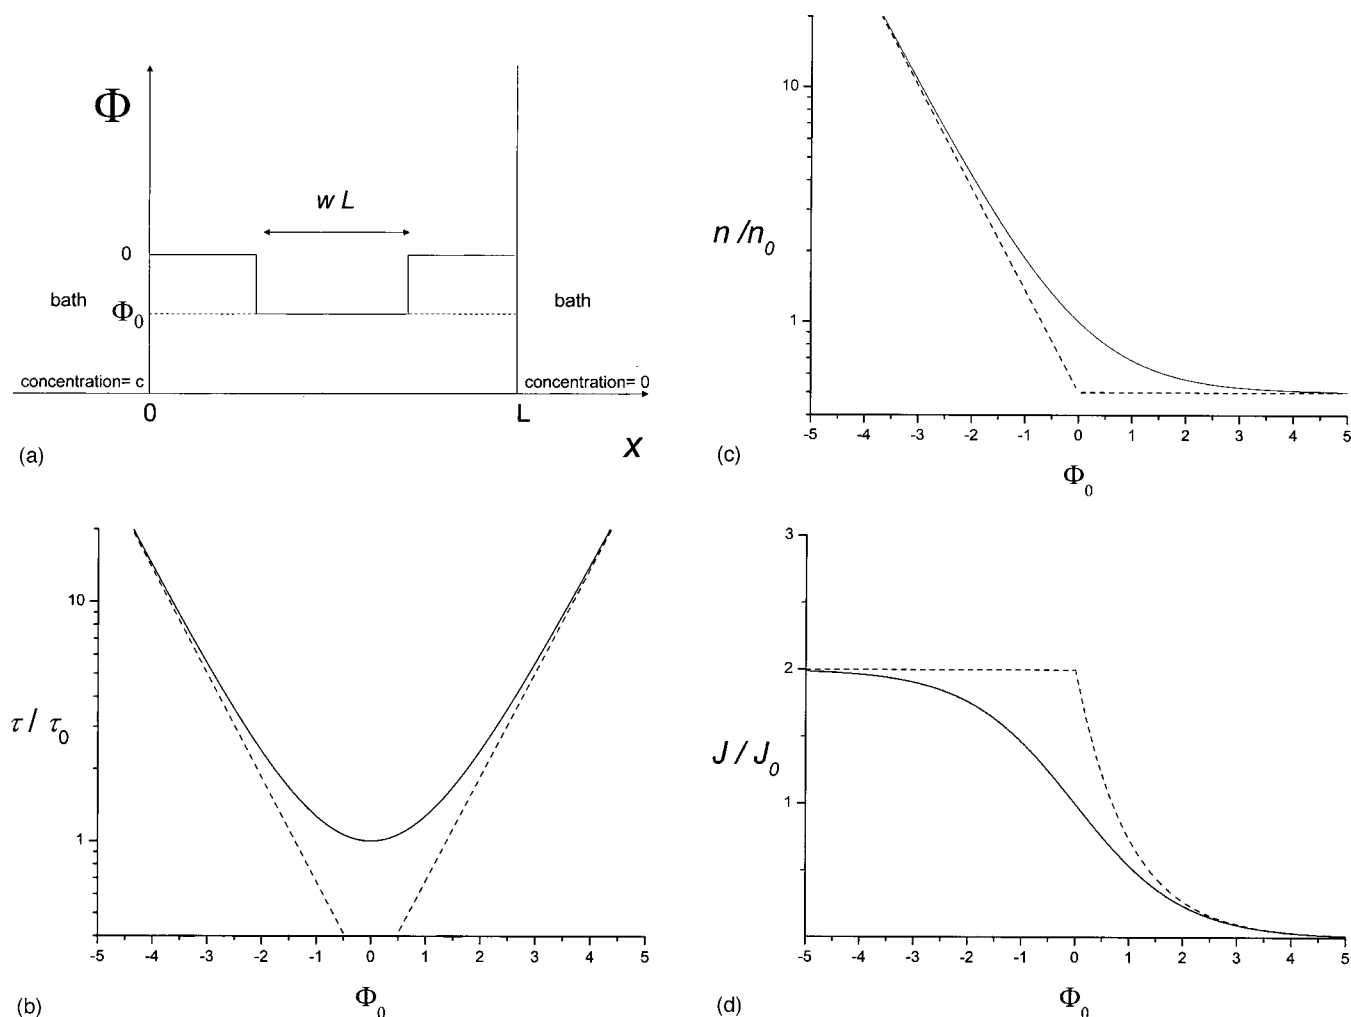 Φ
w L
0
bath
Φ0
bath
concentration= c
concentration= 0
0
L
x
(a)
10
n /n0
1
-5 -4 -3 -2 -1 0 1 2 3 4 5
Φ0
(c)
10
τ / τ0
1
-5 -4 -3 -2 -1 0 1 2 3 4 5
Φ0
(b)
3
2
J / J0
1
-5 -4 -3 -2 -1 0 1 2 3 4 5
Φ0
(d)